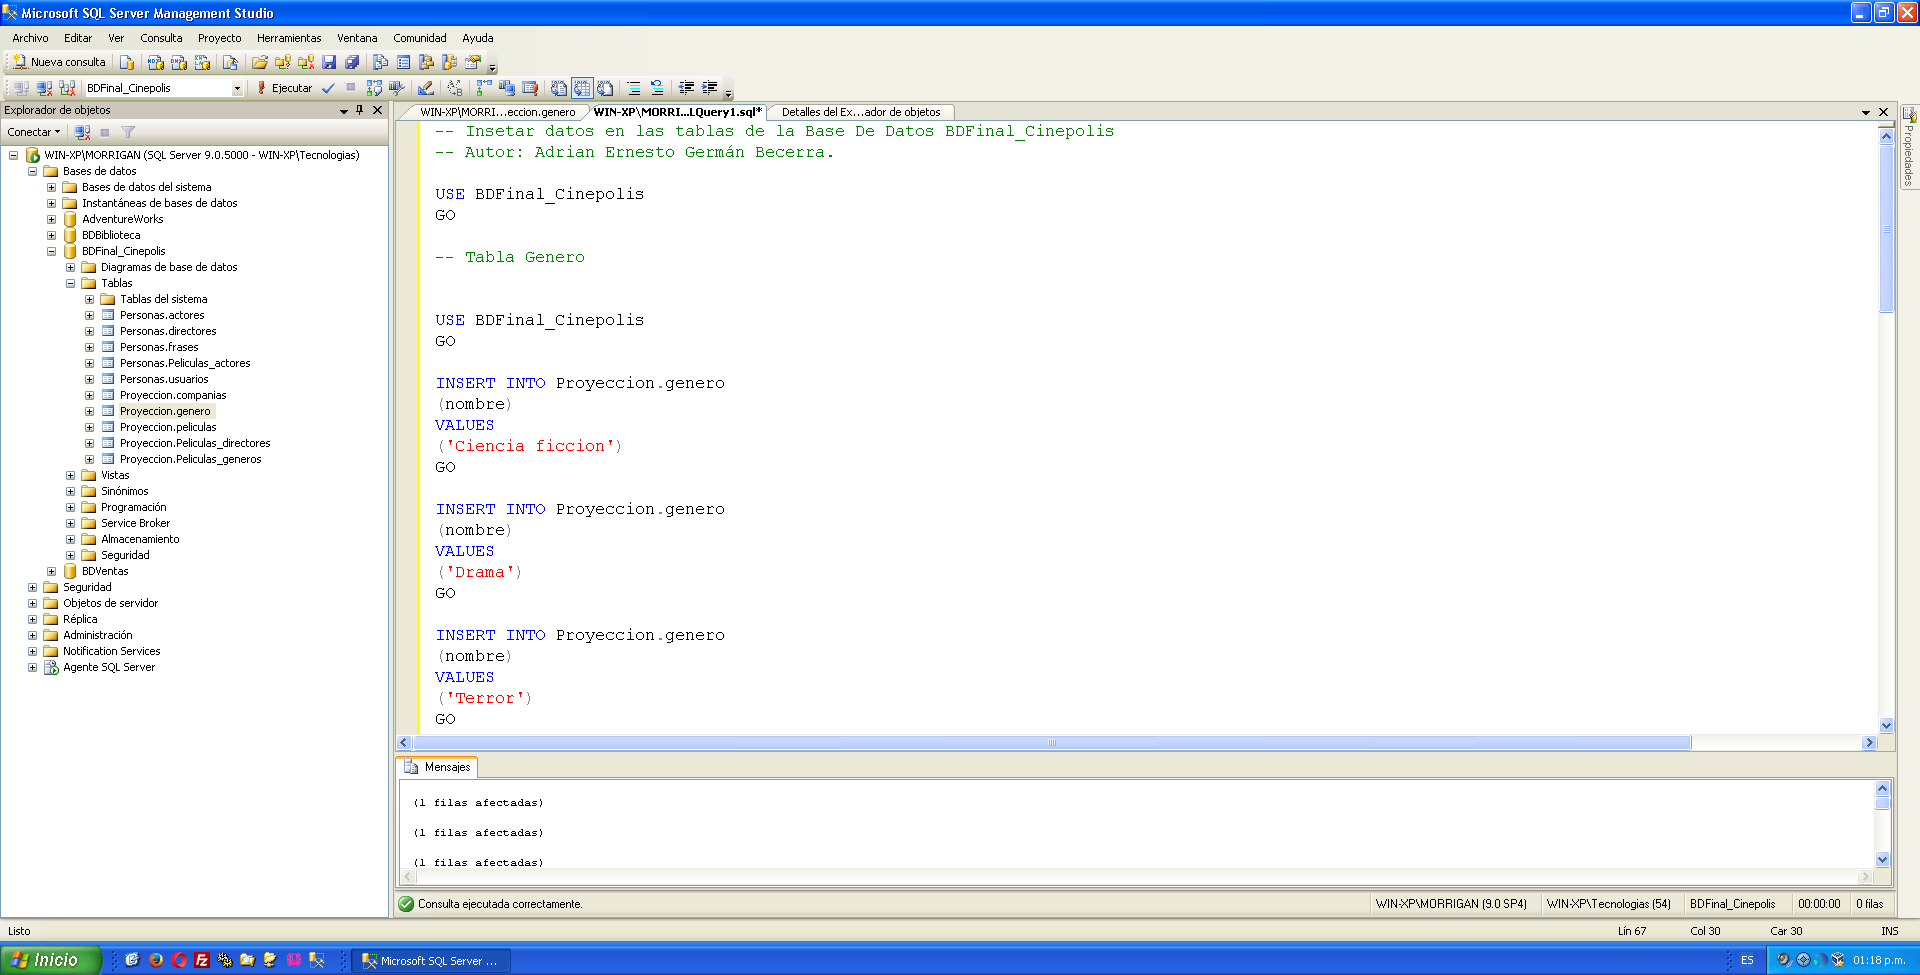 Microsoft SQL Server Management Studio
Archivo Editar Ver Consulta Proyecto Herramientas Ventana Comunidad Ayuda
Nueva consulta
BDFinal_Cinepolis Ejecutar
Explorador de objetos
WIN-XP\MORRI...eccion.genero WIN-XP\MORRI...LQuery1.sql* Detalles del Ex...ador de objetos
Conectar
WIN-XP\MORRIGAN (SQL Server 9.0.5000 - WIN-XP\Tecnologias)
Bases de datos
Bases de datos del sistema
Instantáneas de bases de datos
AdventureWorks
BDBiblioteca
BDFinal_Cinepolis
Diagramas de base de datos
Tablas
Tablas del sistema
Personas.actores
Personas.directores
Personas.frases
Personas.Peliculas_actores
Personas.usuarios
Proyeccion.companias
Proyeccion.genero
Proyeccion.peliculas
Proyeccion.Peliculas_directores
Proyeccion.Peliculas_generos
Vistas
Sinónimos
Programación
Service Broker
Almacenamiento
Seguridad
BDVentas
Seguridad
Objetos de servidor
Réplica
Administración
Notification Services
Agente SQL Server
-- Insetar datos en las tablas de la Base De Datos BDFinal_Cinepolis
-- Autor: Adrian Ernesto Germán Becerra.
USE BDFinal_Cinepolis
GO
-- Tabla Genero
USE BDFinal_Cinepolis
GO
INSERT INTO Proyeccion.genero
(nombre)
VALUES
('Ciencia ficcion')
GO
INSERT INTO Proyeccion.genero
(nombre)
VALUES
('Drama')
GO
INSERT INTO Proyeccion.genero
(nombre)
VALUES
('Terror')
GO
Propiedades
Mensajes
(1 filas afectadas)
(1 filas afectadas)
(1 filas afectadas)
Consulta ejecutada correctamente. WIN-XP\MORRIGAN (9.0 SP4) WIN-XP\Tecnologias (54) BDFinal_Cinepolis 00:00:00 0 filas
Listo Lín 67 Col 30 Car 30 INS
Inicio Microsoft SQL Server ... ES 01:18 p.m.